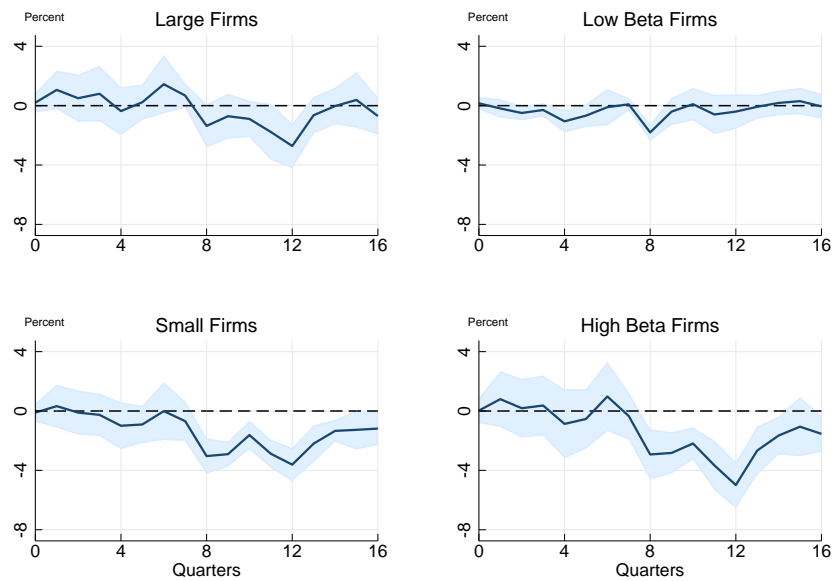 Large Firms
Percent
4
0
-4
-8
0 4 8 12 16
Low Beta Firms
Percent
4
0
-4
-8
0 4 8 12 16
Small Firms
Percent
4
0
-4
-8
0 4 8 12 16
Quarters
High Beta Firms
Percent
4
0
-4
-8
0 4 8 12 16
Quarters